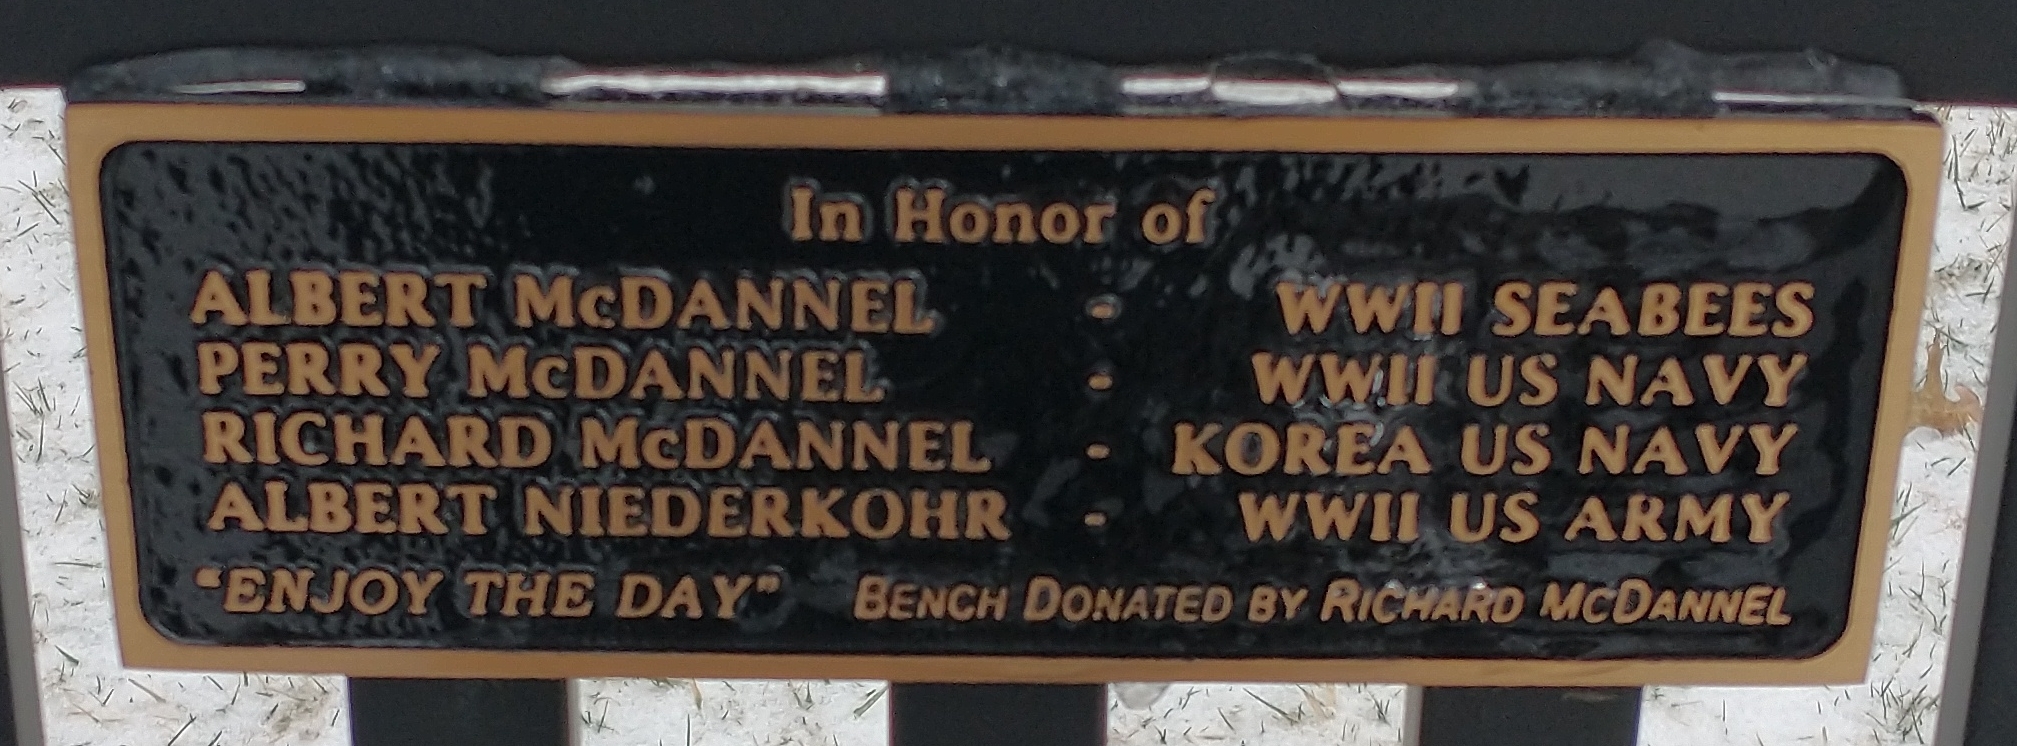 In Honor of
ALBERT McDANNEL - WWII SEABEES
PERRY McDANNEL - WWII US NAVY
RICHARD McDANNEL - KOREA US NAVY
ALBERT NIEDERKOHR - WWII US ARMY
"ENJOY THE DAY" BENCH DONATED BY RICHARD MCDANNEL